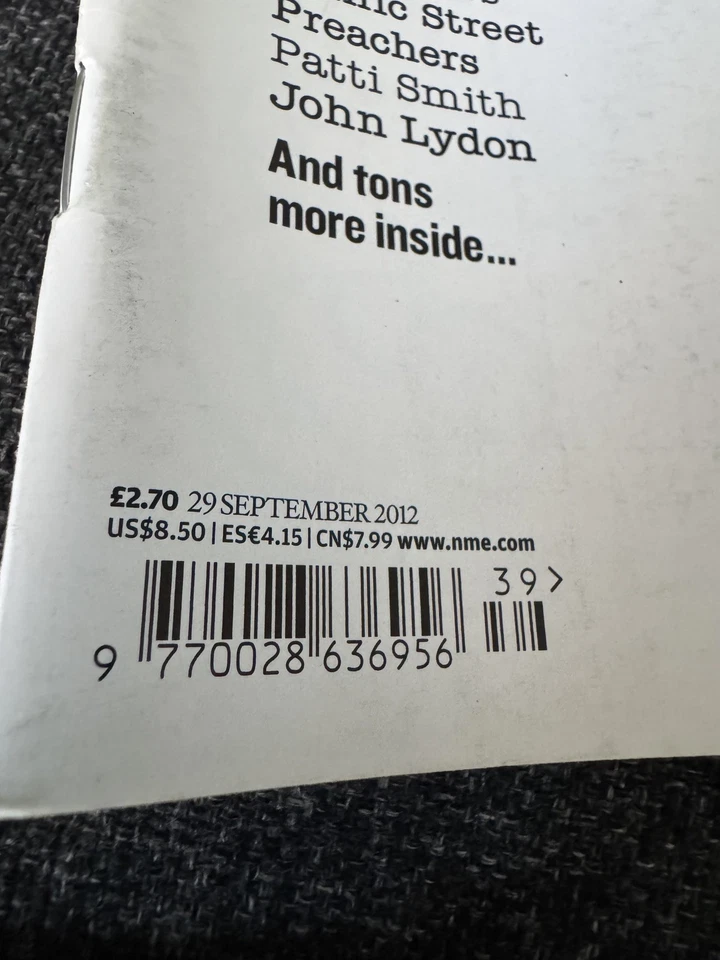 Street
Preachers
Patti Smith
John Lydon
And tons
more inside...
£2.70 29 SEPTEMBER 2012
US$8.50 | ES€4.15 | CN$7.99 www.nme.com
39>
9 770028 636956